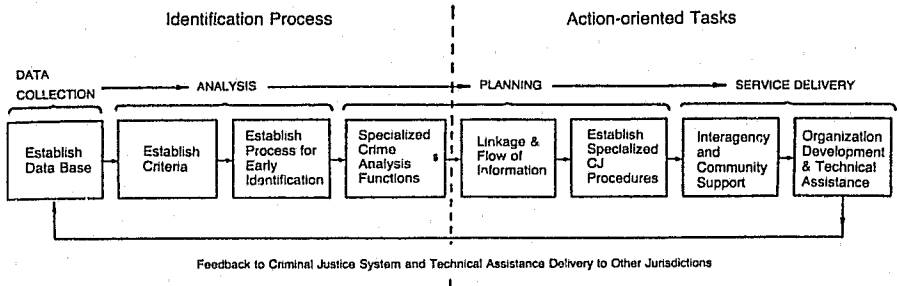 Identification Process
Action-oriented Tasks
DATA
COLLECTION
ANALYSIS
PLANNING
SERVICE DELIVERY
Establish
Data Base
Establish
Criteria
Establish
Process for
Early
Identification
Specialized
Crime
Analysis
Functions
Linkage &
Flow of
Information
Establish
Specialized
CJ
Procedures
Interagency
and
Community
Support
Organization
Development
& Technical
Assistance
Feedback to Criminal Justice System and Technical Assistance Delivery to Other Jurisdictions